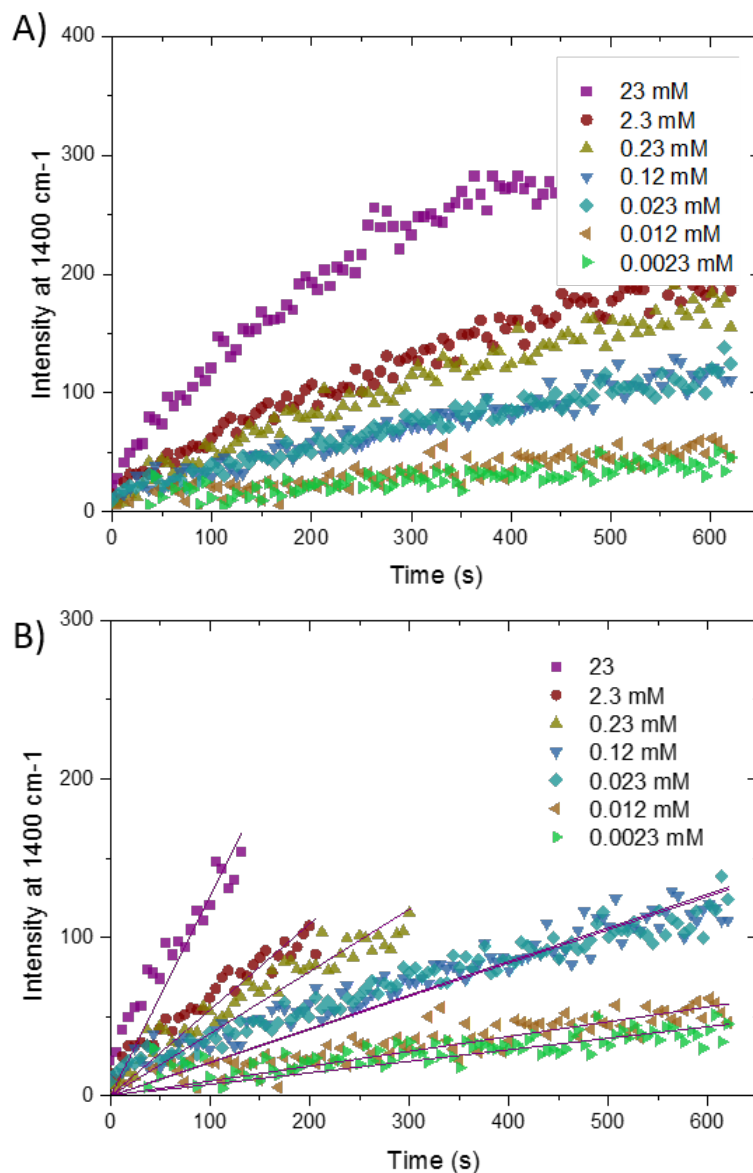 A)
400
300
200
100
0
Intensity at 1400 cm-1
23 mM
2.3 mM
0.23 mM
0.12 mM
0.023 mM
0.012 mM
0.0023 mM
0 100 200 300 400 500 600
Time (s)
B)
300
200
100
0
Intensity at 1400 cm-1
23
2.3 mM
0.23 mM
0.12 mM
0.023 mM
0.012 mM
0.0023 mM
0 100 200 300 400 500 600
Time (s)